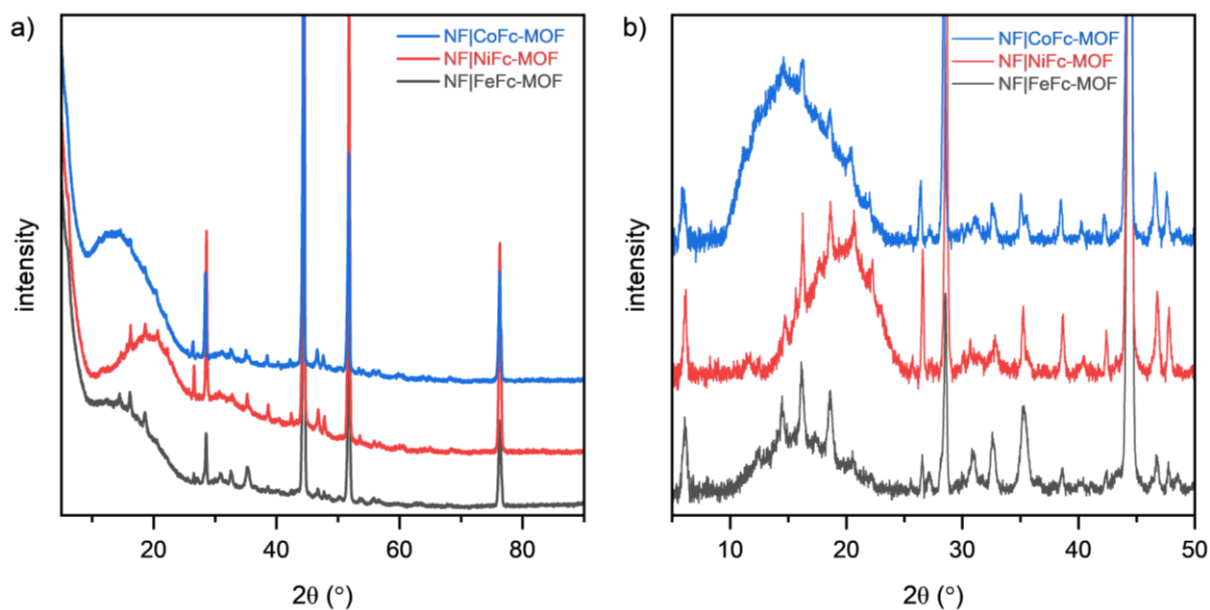 a)
NF|CoFc-MOF
NF|NiFc-MOF
NF|FeFc-MOF
intensity
20
40
60
80
2θ (°)
b)
NF|CoFc-MOF
NF|NiFc-MOF
NF|FeFc-MOF
intensity
10
20
30
40
50
2θ (°)